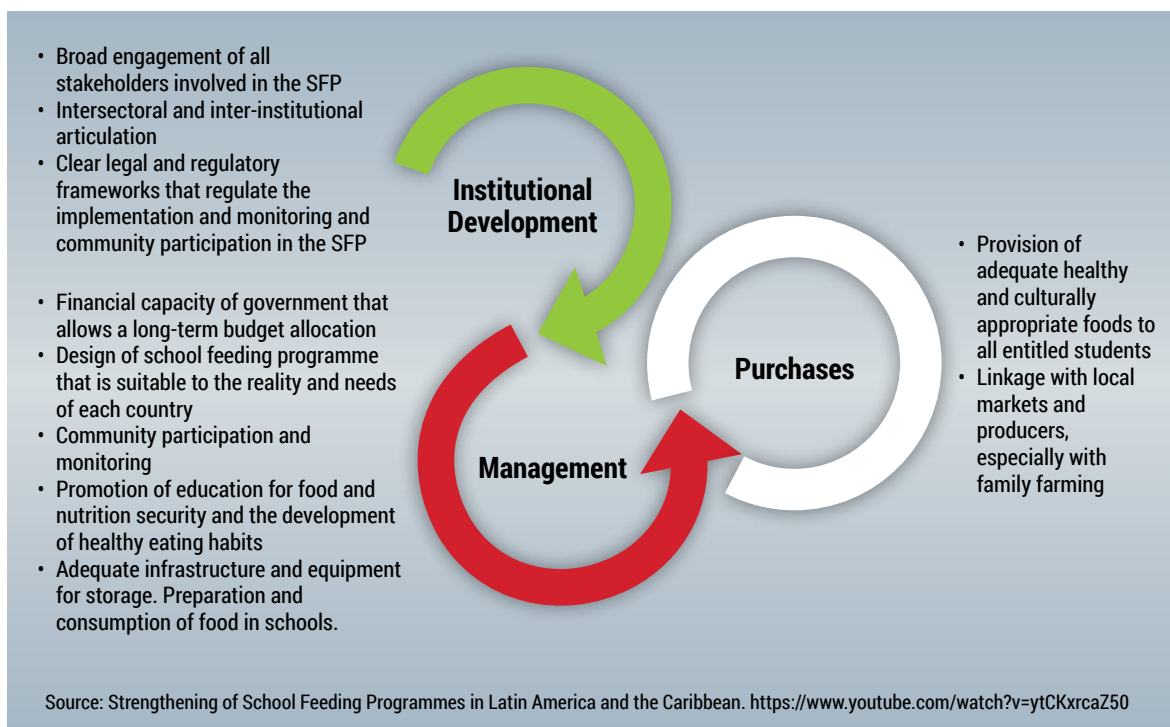 • Broad engagement of all
stakeholders involved in the SFP
• Intersectoral and inter-institutional
articulation
• Clear legal and regulatory
frameworks that regulate the
implementation and monitoring and
community participation in the SFP
Institutional
Development
• Financial capacity of government that
allows a long-term budget allocation
• Design of school feeding programme
that is suitable to the reality and needs
of each country
• Community participation and
monitoring
• Promotion of education for food and
nutrition security and the development
of healthy eating habits
• Adequate infrastructure and equipment
for storage. Preparation and
consumption of food in schools.
Management
Purchases
• Provision of
adequate healthy
and culturally
appropriate foods to
all entitled students
• Linkage with local
markets and
producers,
especially with
family farming
Source: Strengthening of School Feeding Programmes in Latin America and the Caribbean. https://www.youtube.com/watch?v=ytCKxrcaZ50